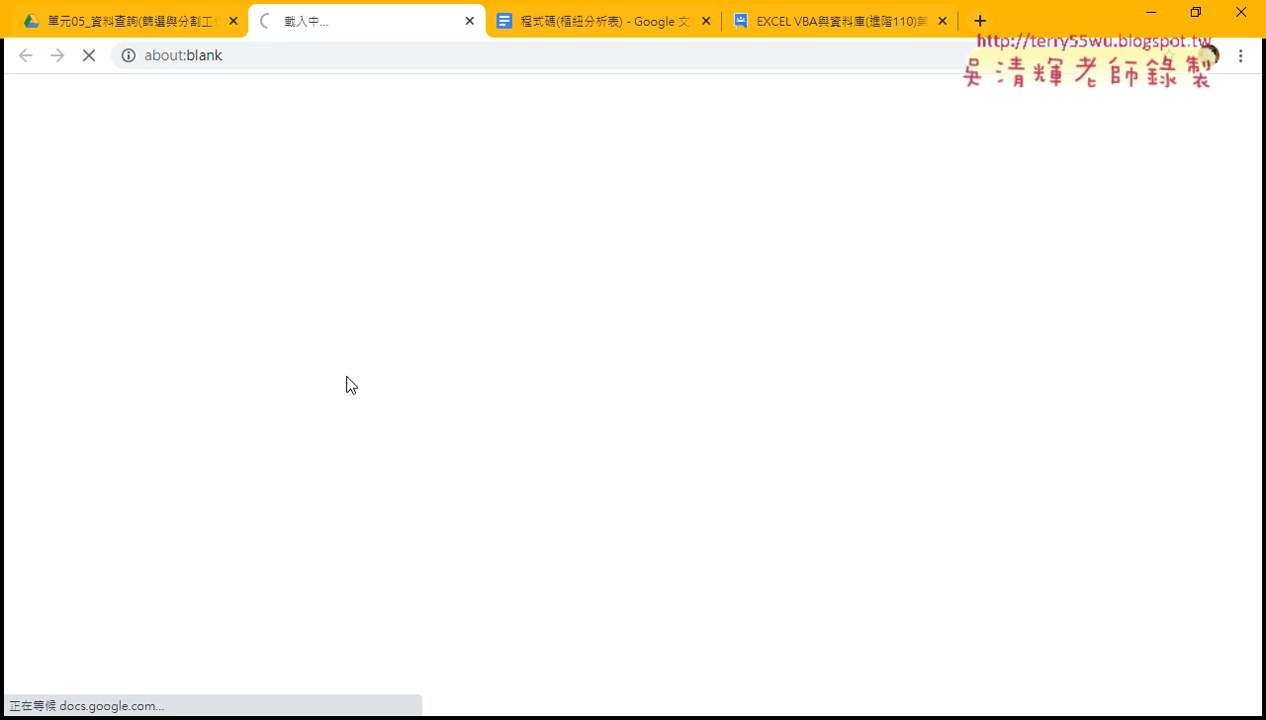 單元05_資料查詢(篩選與分割工作
載入中...
程式碼(樞紐分析表) - Google 文
EXCEL VBA與資料庫(進階110)
about:blank
http://terry55wu.blogspot.tw
吳清輝老師錄製
正在等候 docs.google.com...